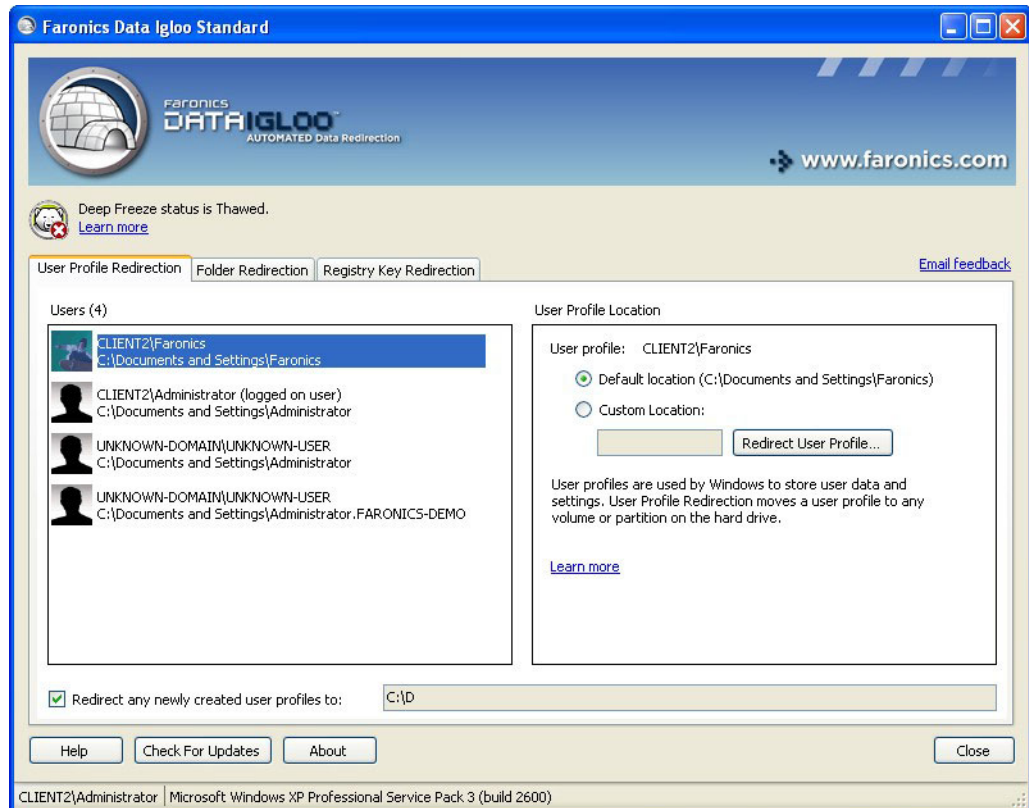 Faronics Data Igloo Standard
Faronics
DATAIGLOO™
AUTOMATED Data Redirection
www.faronics.com
Deep Freeze status is Thawed.
Learn more
User Profile Redirection
Folder Redirection
Registry Key Redirection
Email feedback
Users (4)
CLIENT2\Faronics
C:\Documents and Settings\Faronics
CLIENT2\Administrator (logged on user)
C:\Documents and Settings\Administrator
UNKNOWN-DOMAIN\UNKNOWN-USER
C:\Documents and Settings\Administrator
UNKNOWN-DOMAIN\UNKNOWN-USER
C:\Documents and Settings\Administrator.FARONICS-DEMO
User Profile Location
User profile: CLIENT2\Faronics
Default location (C:\Documents and Settings\Faronics)
Custom Location:
Redirect User Profile...
User profiles are used by Windows to store user data and
settings. User Profile Redirection moves a user profile to any
volume or partition on the hard drive.
Learn more
Redirect any newly created user profiles to:
C:\D
Help
Check For Updates
About
Close
CLIENT2\Administrator
Microsoft Windows XP Professional Service Pack 3 (build 2600)